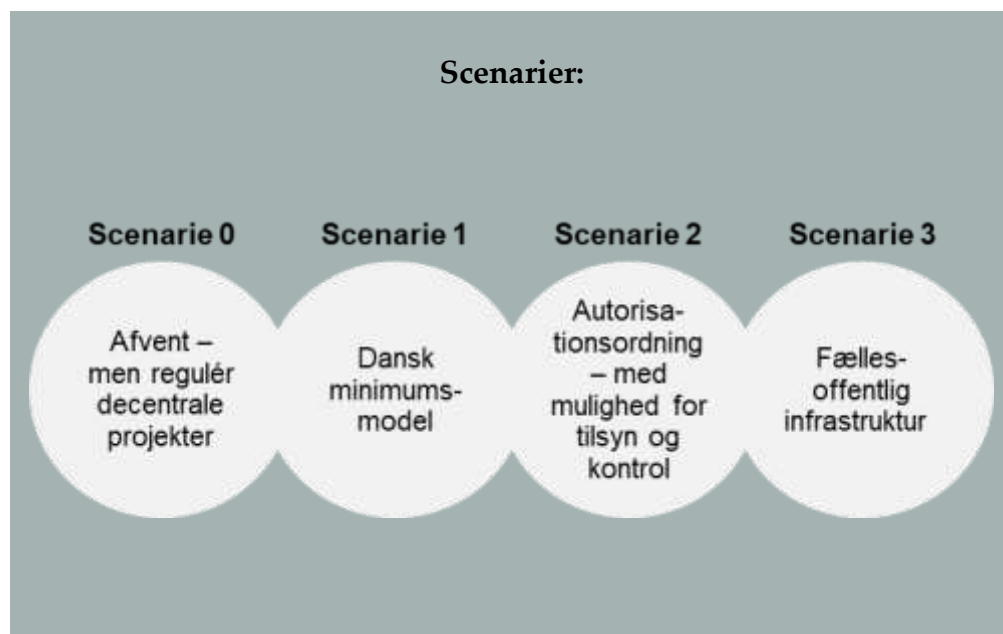 Scenarier:
Scenarie 0
Afvent –
men regulér
decentrale
projekter
Scenarie 1
Dansk
minimums-
model
Scenarie 2
Autorisa-
tionsordning
– med
mulighed for
tilsyn og
kontrol
Scenarie 3
Fælles-
offentlig
infrastruktur